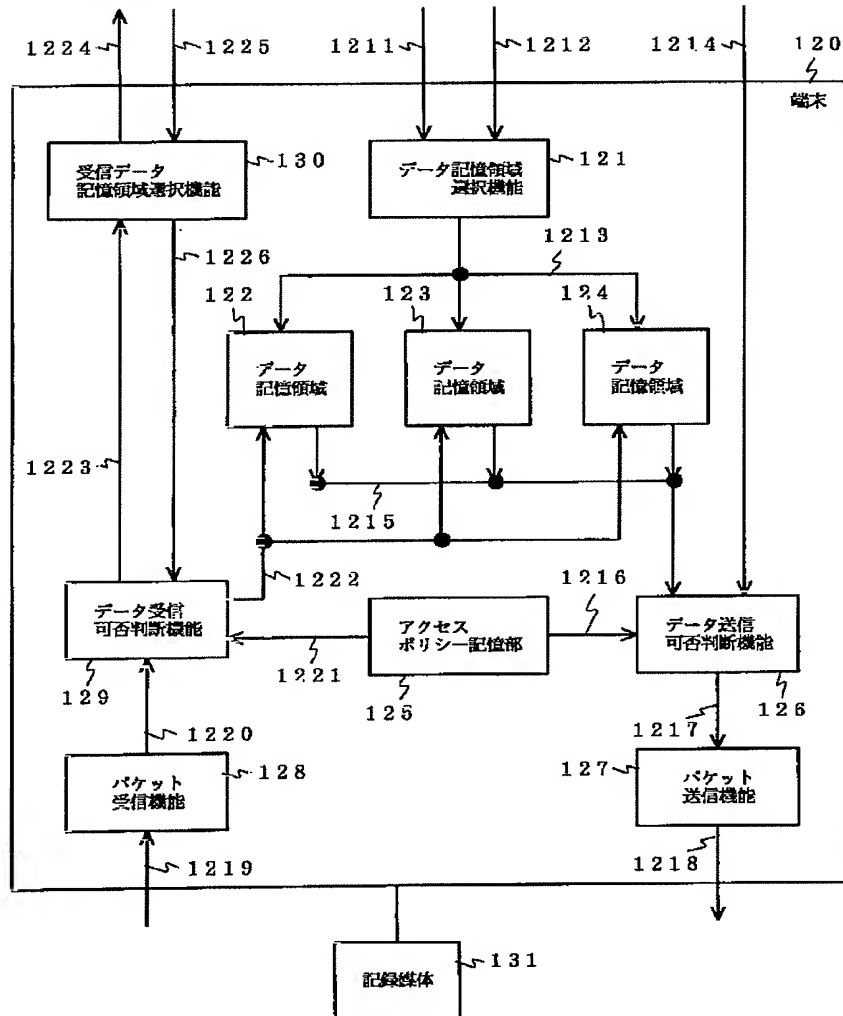 1224
1225
1211
1212
1214
120
端末
受信データ
記憶領域選択機能
130
データ記憶領域
選択機能
121
1226
1213
122
123
124
データ
記憶領域
データ
記憶領域
データ
記憶領域
1223
1215
1222
1216
データ受信
可否判断機能
アクセス
ポリシー記憶部
データ送信
可否判断機能
129
1221
125
126
1220
1217
パケット
受信機能
128
127
パケット
送信機能
1219
1218
記録媒体
131